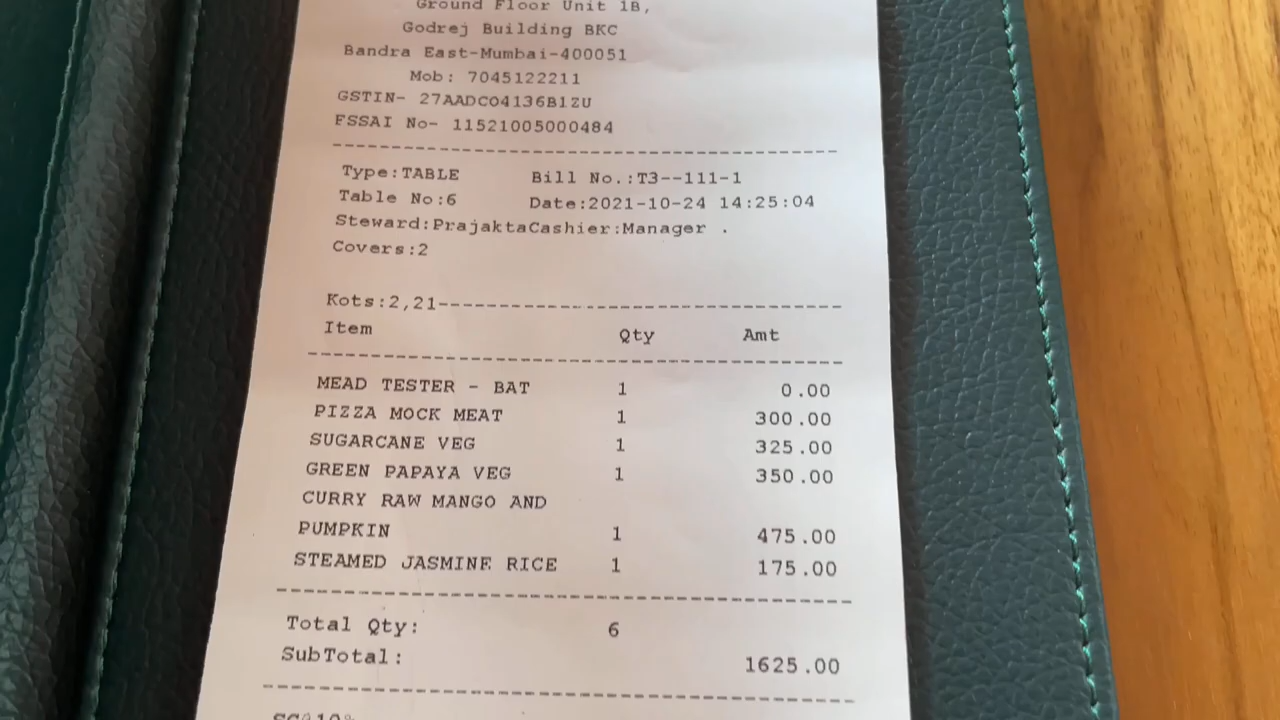 Ground Floor Unit 1B,
Godrej Building BKC
Bandra East-Mumbai-400051
Mob: 7045122211
GSTIN- 27AADCO4136B1ZU
FSSAI No- 11521005000484
Type:TABLE Bill No.:T3--111-1
Table No:6 Date:2021-10-24 14:25:04
Steward:PrajaktaCashier:Manager .
Covers:2
Kots:2,21
Item Qty Amt
MEAD TESTER - BAT 1 0.00
PIZZA MOCK MEAT 1 300.00
SUGARCANE VEG 1 325.00
GREEN PAPAYA VEG 1 350.00
CURRY RAW MANGO AND
PUMPKIN 1 475.00
STEAMED JASMINE RICE 1 175.00
Total Qty: 6
SubTotal: 1625.00